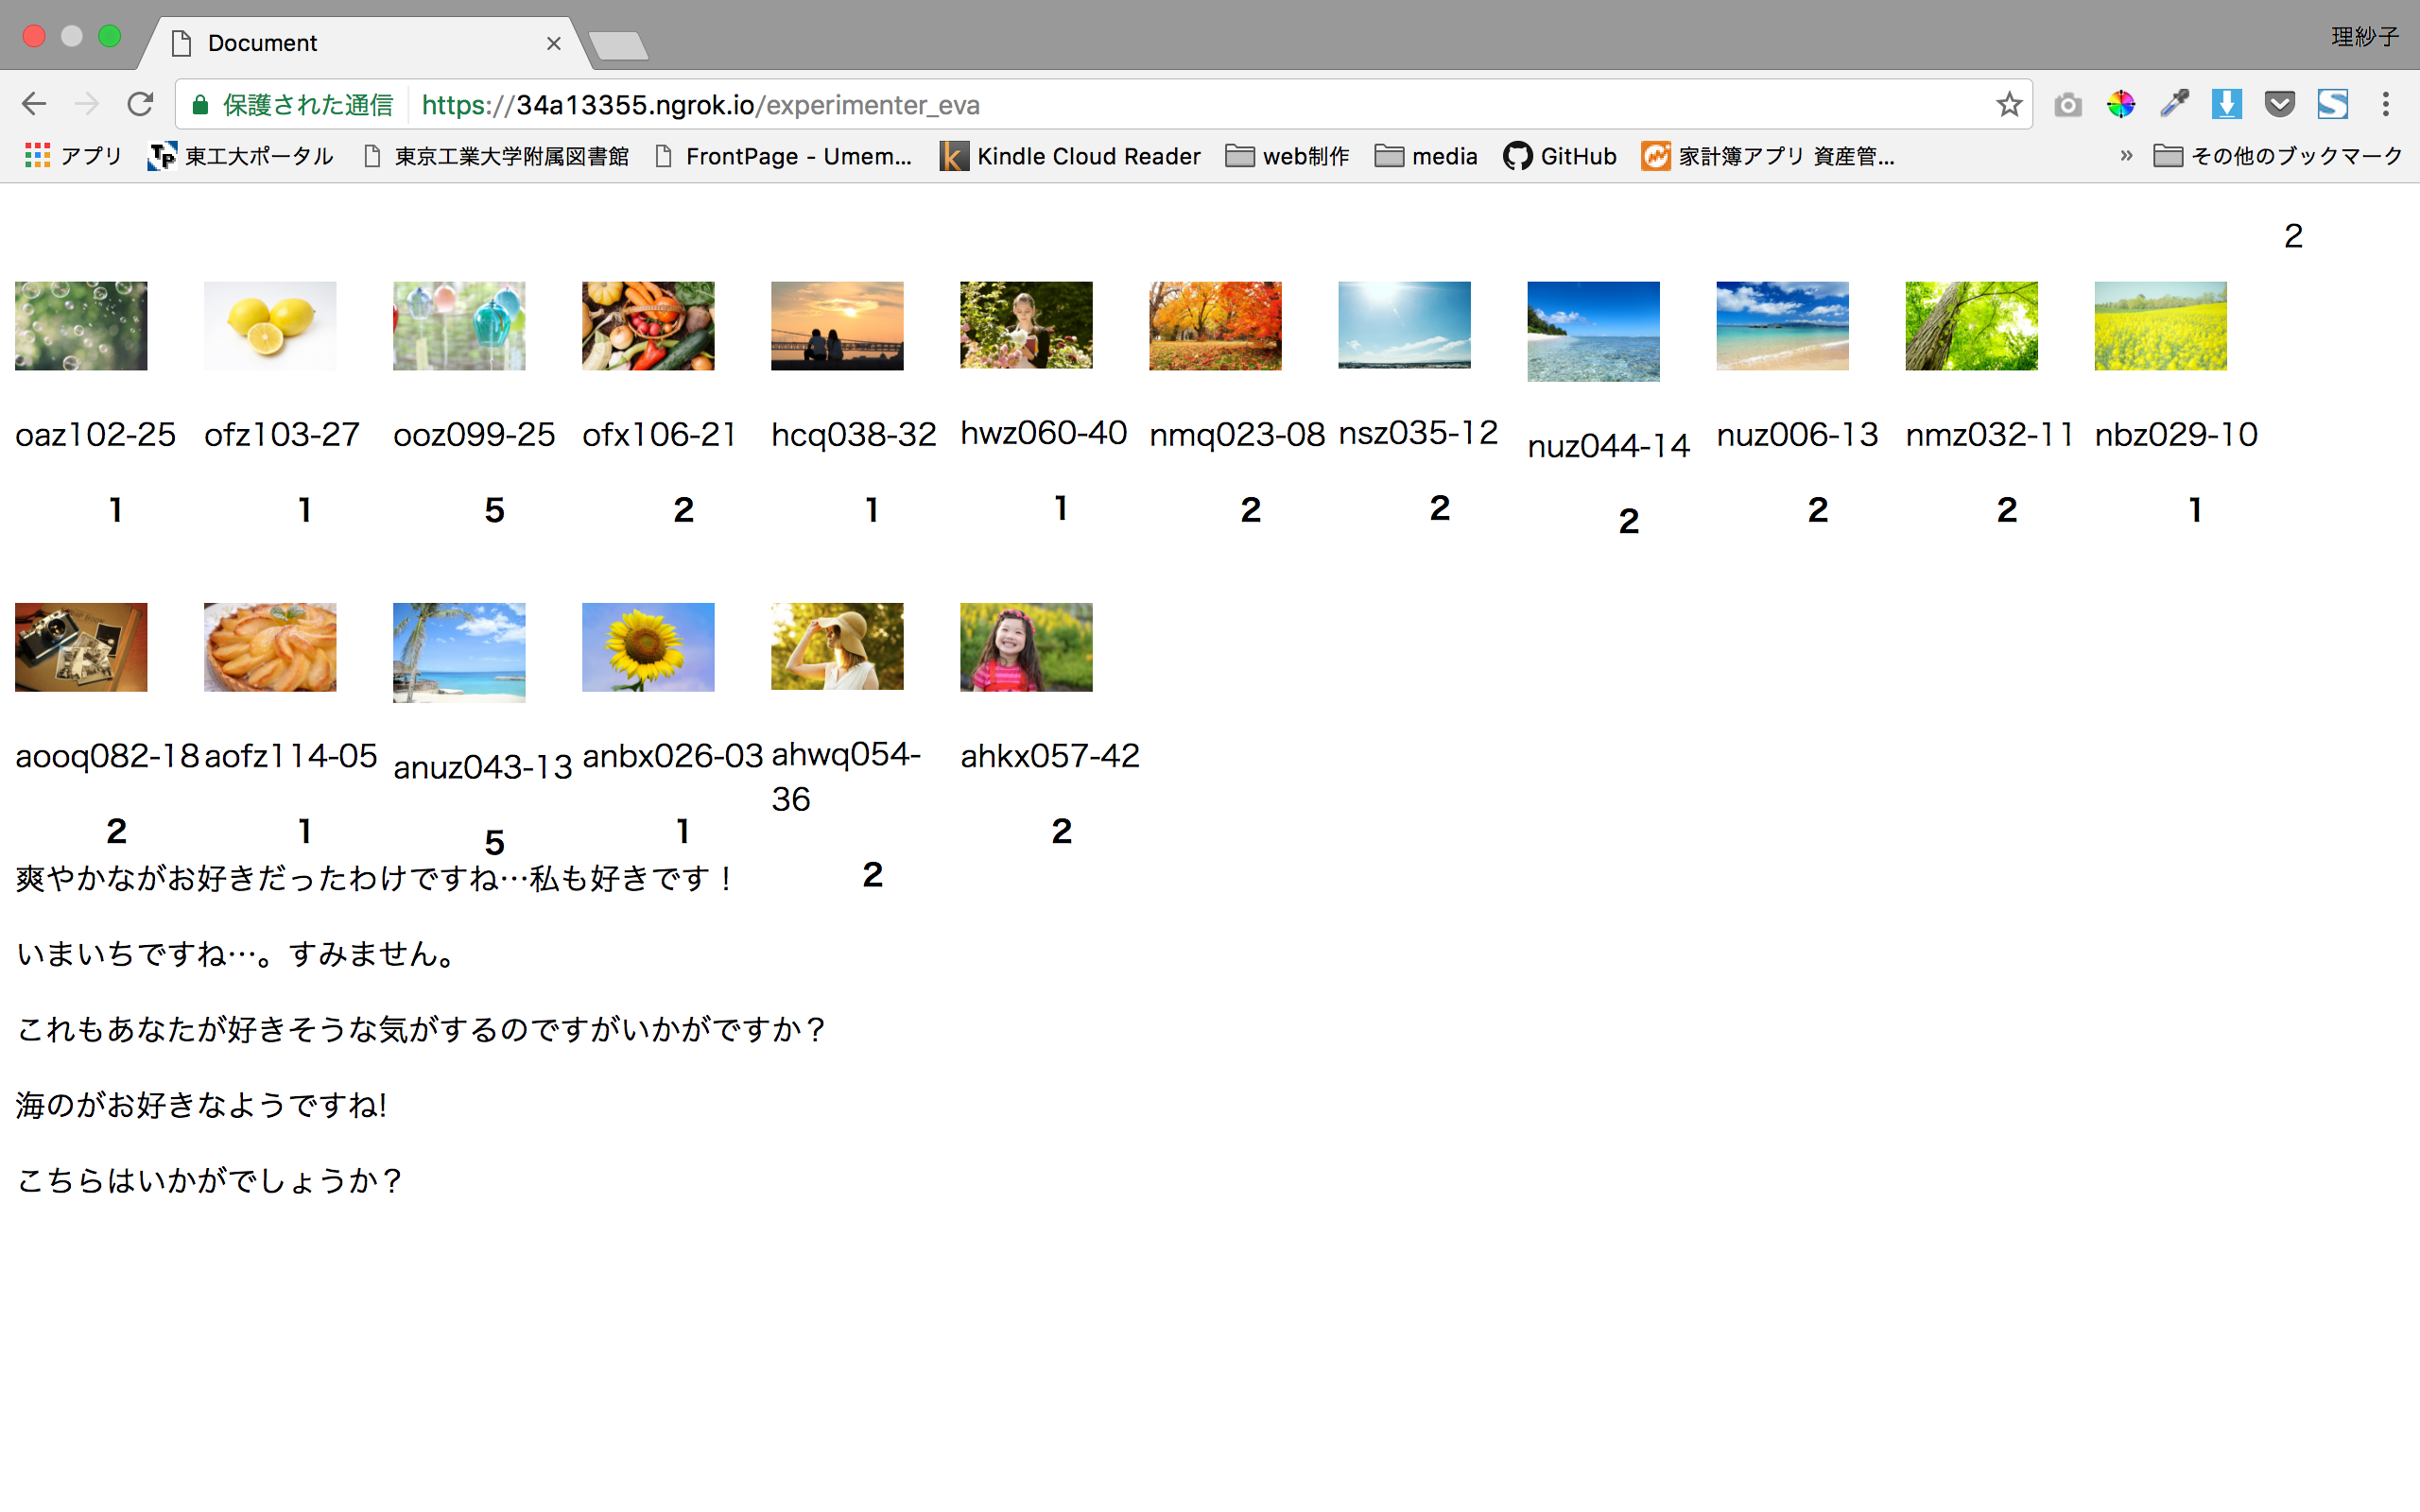 Document
理紗子
保護された通信 https://34a13355.ngrok.io/experimenter_eva
アプリ 東工大ポータル 東京工業大学附属図書館 FrontPage - Umem... Kindle Cloud Reader web制作 media GitHub 家計簿アプリ 資産管... » その他のブックマーク
2
oaz102-25 ofz103-27 ooz099-25 ofx106-21 hcq038-32 hwz060-40 nmq023-08 nsz035-12 nuz044-14 nuz006-13 nmz032-11 nbz029-10
1 1 5 2 1 1 2 2 2 2 2 1
aooq082-18 aofz114-05 anuz043-13 anbx026-03 ahwq054-36 ahkx057-42
2 1 5 1 2 2
爽やかながお好きだったわけですね…私も好きです！
いまいちですね…。すみません。
これもあなたが好きそうな気がするのですがいかがですか？
海のがお好きなようですね!
こちらはいかがでしょうか？